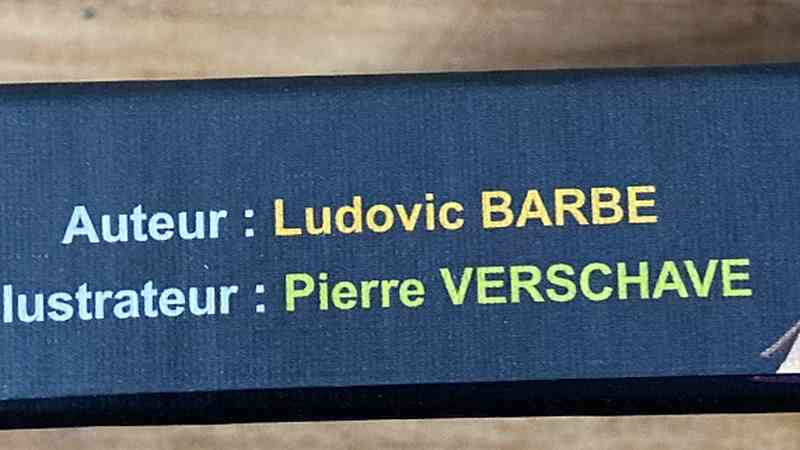 Auteur : Ludovic BARBE
llustrateur : Pierre VERSCHAVE